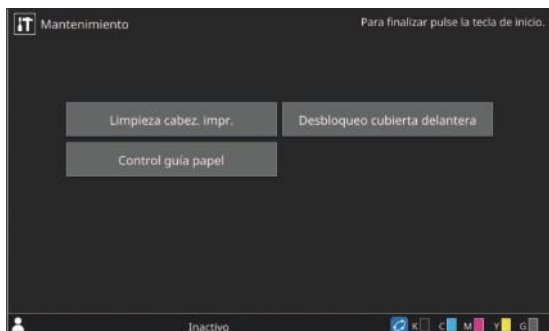 Mantenimiento
Para finalizar pulse la tecla de inicio.
Limpieza cabez. impr.
Desbloqueo cubierta delantera
Control guía papel
Inactivo
K C M Y G